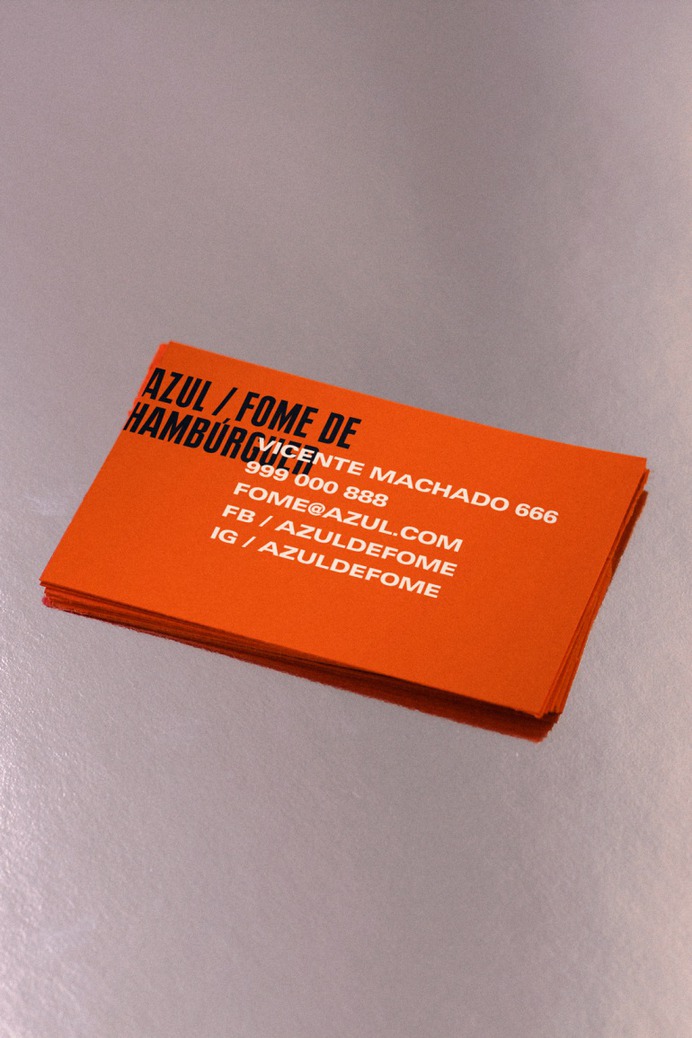 AZUL / FOME DE
HAMBÚRGUER
VICENTE MACHADO 666
999 000 888
FOME@AZUL.COM
FB / AZULDEFOME
IG / AZULDEFOME